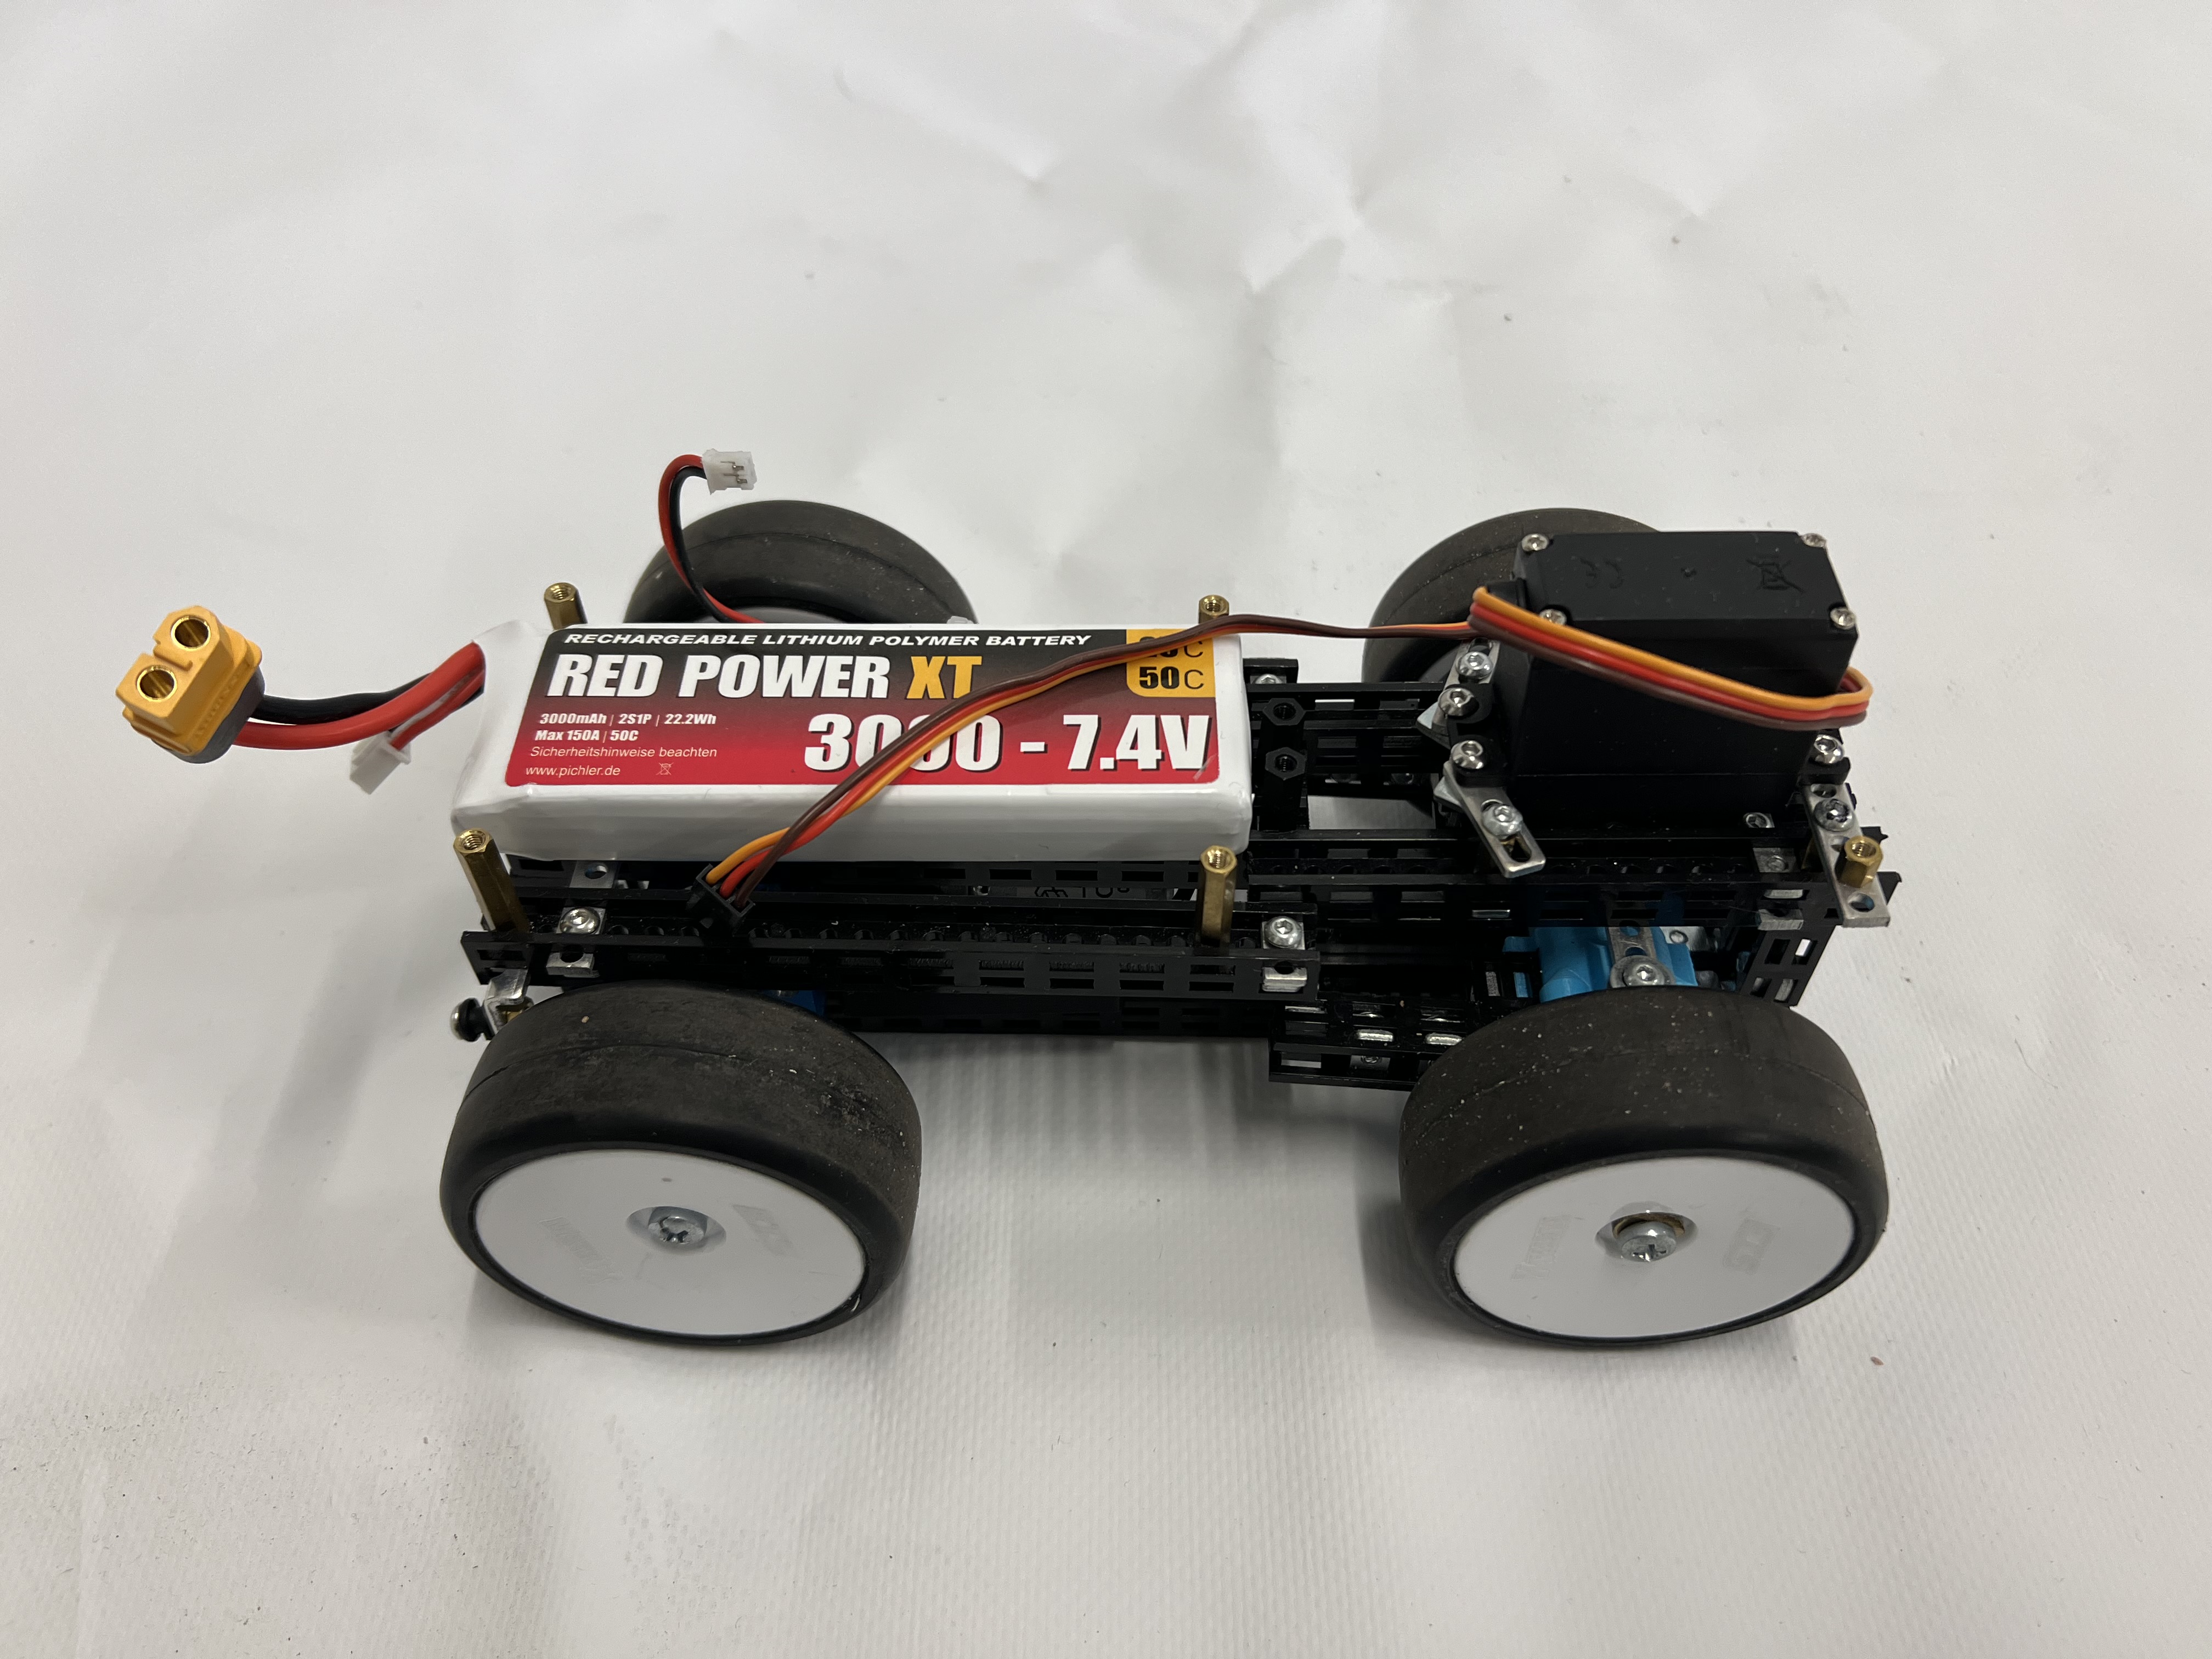 RECHARGEABLE LITHIUM POLYMER BATTERY
RED POWER XT
50C
3000mAh | 2S1P | 22.2Wh
Max 150A | 50C
3000 - 7.4V
Sicherheitshinweise beachten
www.pichler.de